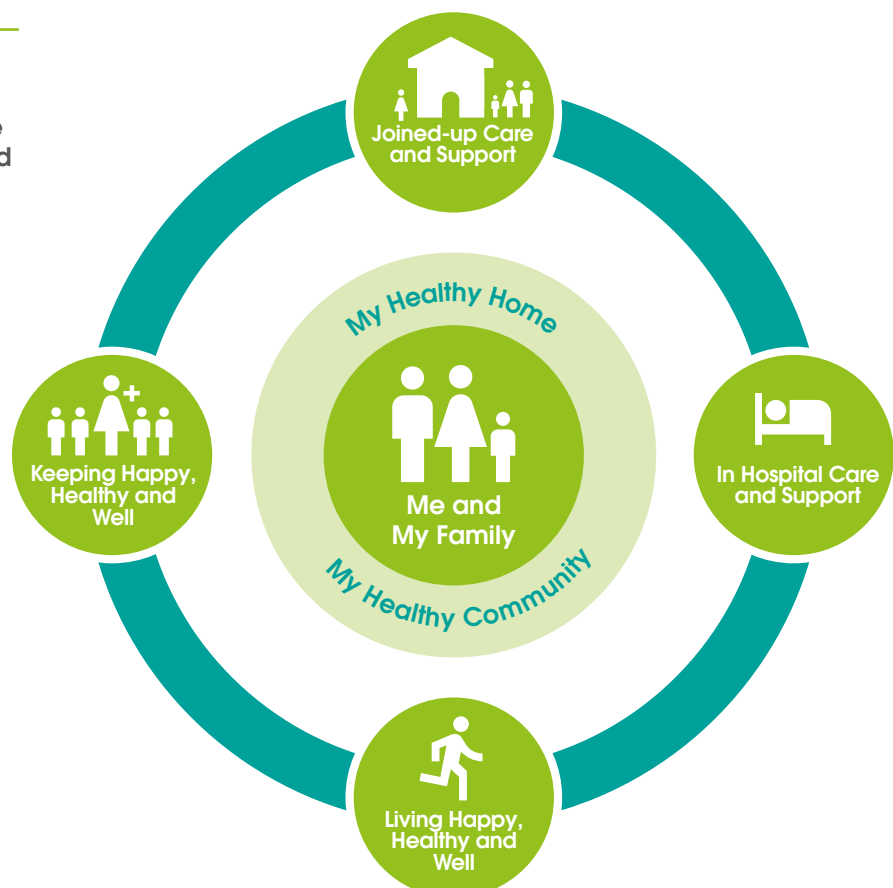 Joined-up Care
and Support
My Healthy Home
Keeping Happy,
Healthy and
Well
Me and
My Family
In Hospital Care
and Support
My Healthy Community
Living Happy,
Healthy and
Well